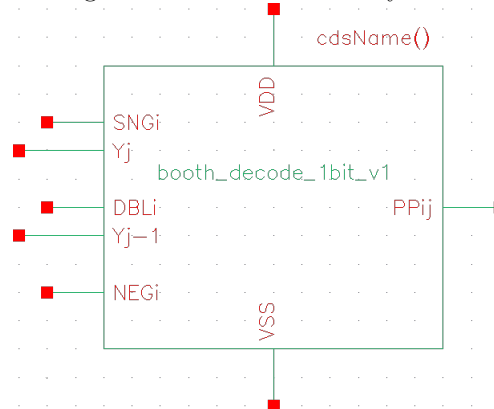 cdsName()
VDD
SNGi
Yj
booth_decode_1bit_v1
DBLi
PPij
Yj-1
NEGi
VSS